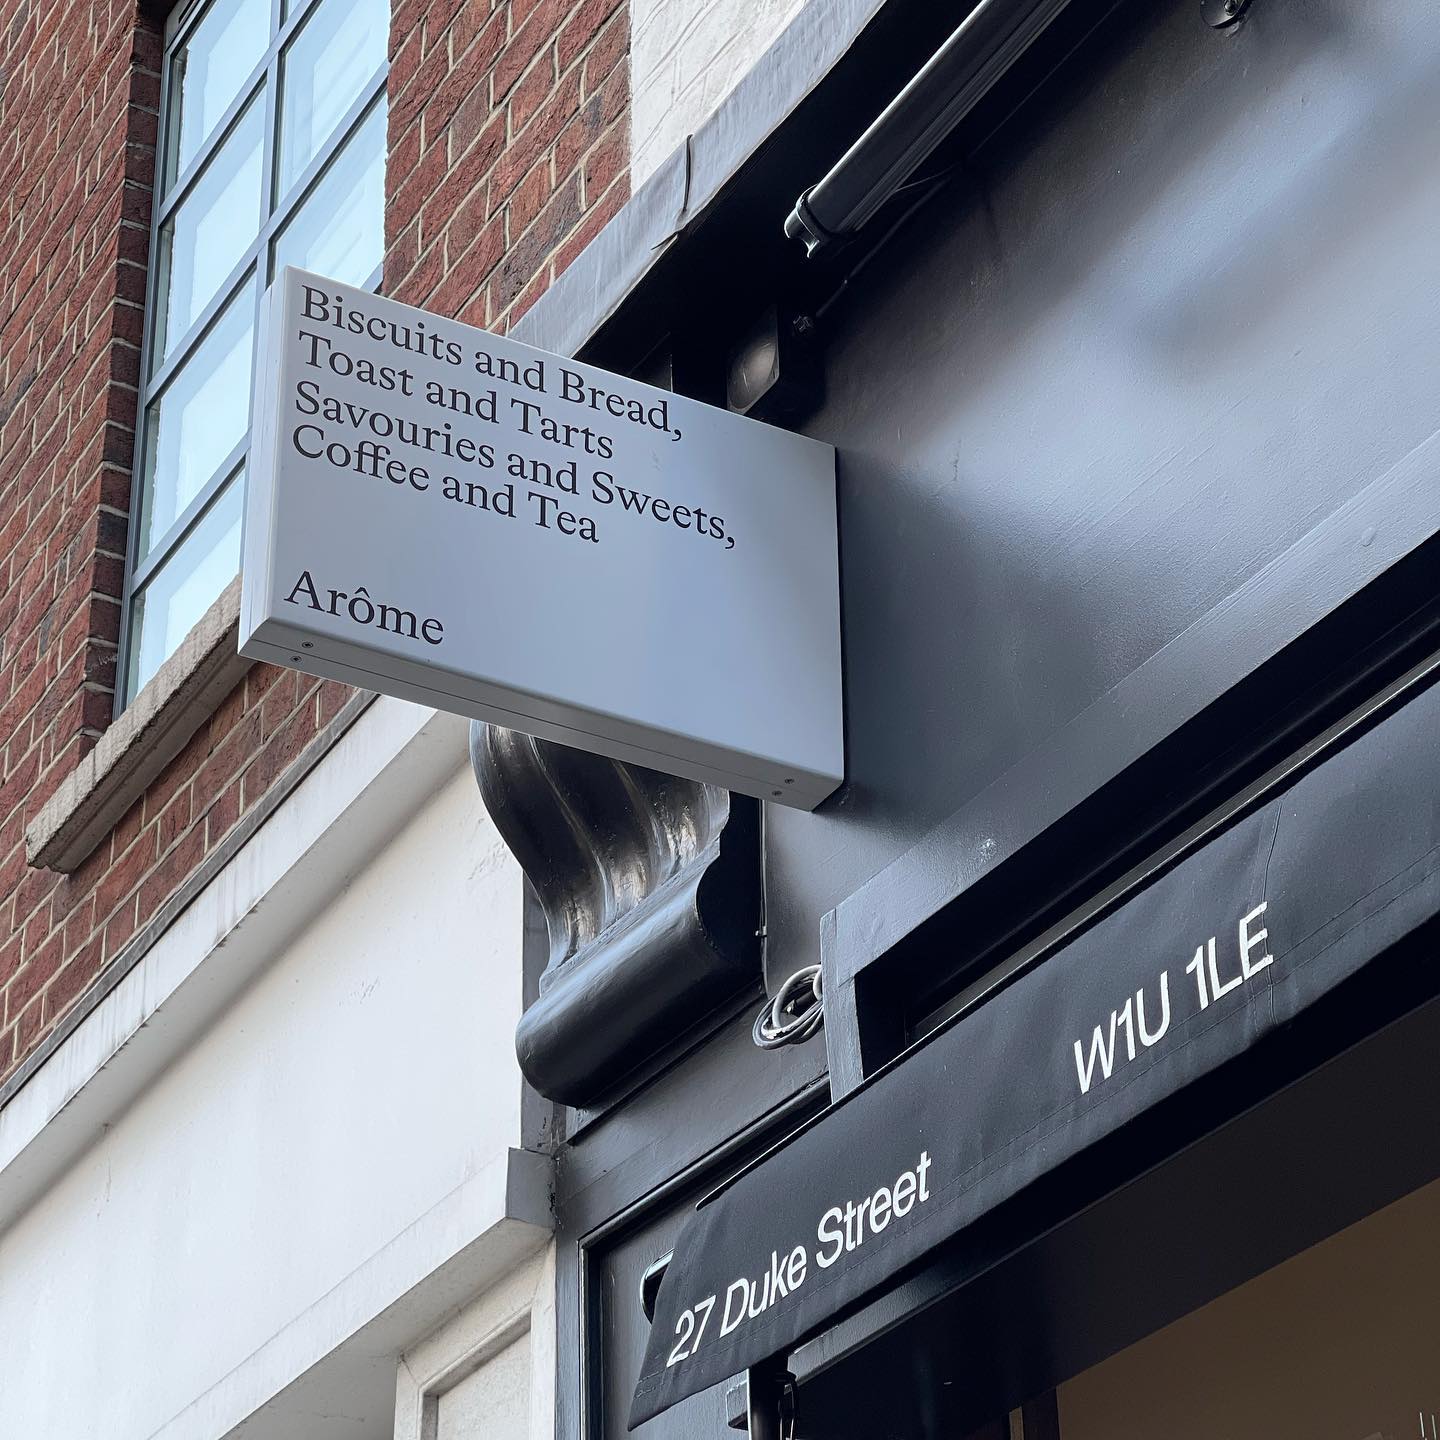 Biscuits and Bread,
Toast and Tarts
Savouries and Sweets,
Coffee and Tea
Arôme
27 Duke Street
W1U 1LE